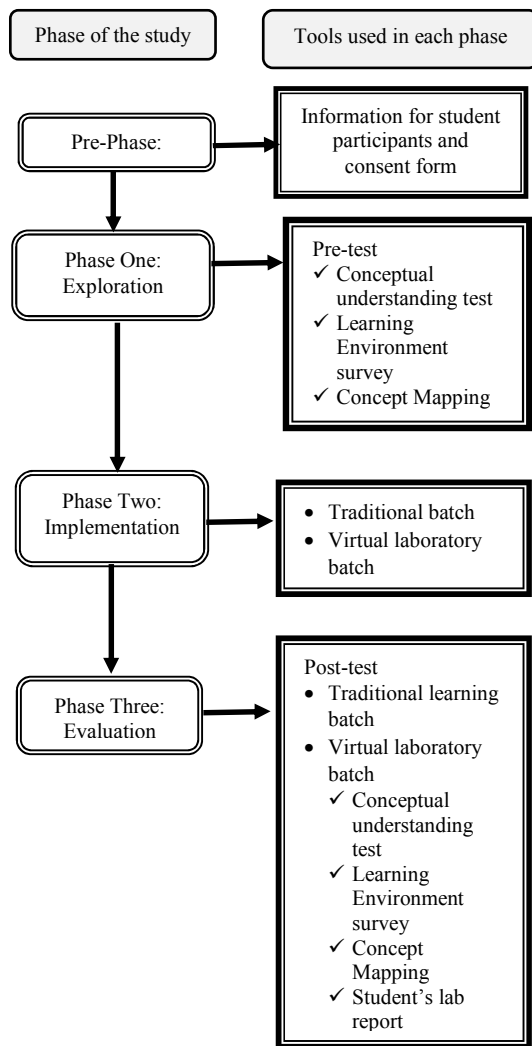 Phase of the study
Tools used in each phase
Pre-Phase:
Information for student
participants and
consent form
Phase One:
Exploration
Pre-test
✓ Conceptual
understanding test
✓ Learning
Environment
survey
✓ Concept Mapping
Phase Two:
Implementation
• Traditional batch
• Virtual laboratory
batch
Phase Three:
Evaluation
Post-test
• Traditional learning
batch
• Virtual laboratory
batch
✓ Conceptual
understanding
test
✓ Learning
Environment
survey
✓ Concept
Mapping
✓ Student’s lab
report